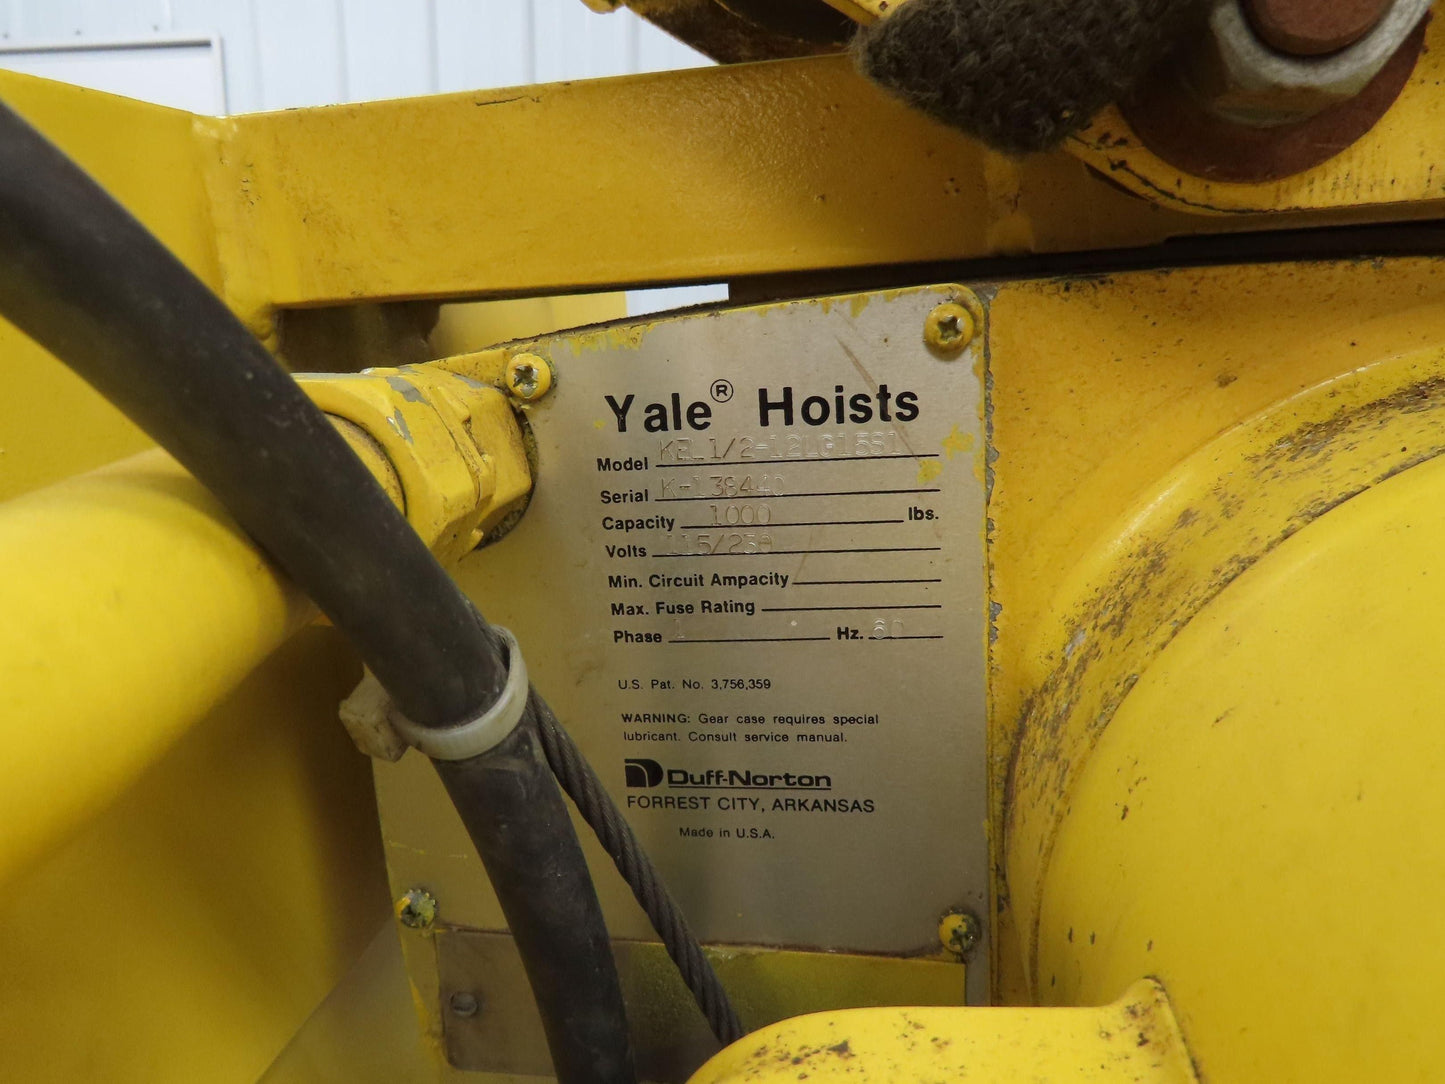 Yale® Hoists
Model KEL1/2-12LG15S1
Serial K-138440
Capacity 1000 lbs.
Volts 115/230
Min. Circuit Ampacity
Max. Fuse Rating
Phase 1 Hz. 60
U.S. Pat. No. 3,756,359
WARNING: Gear case requires special
lubricant. Consult service manual.
Duff-Norton
FORREST CITY, ARKANSAS
Made in U.S.A.